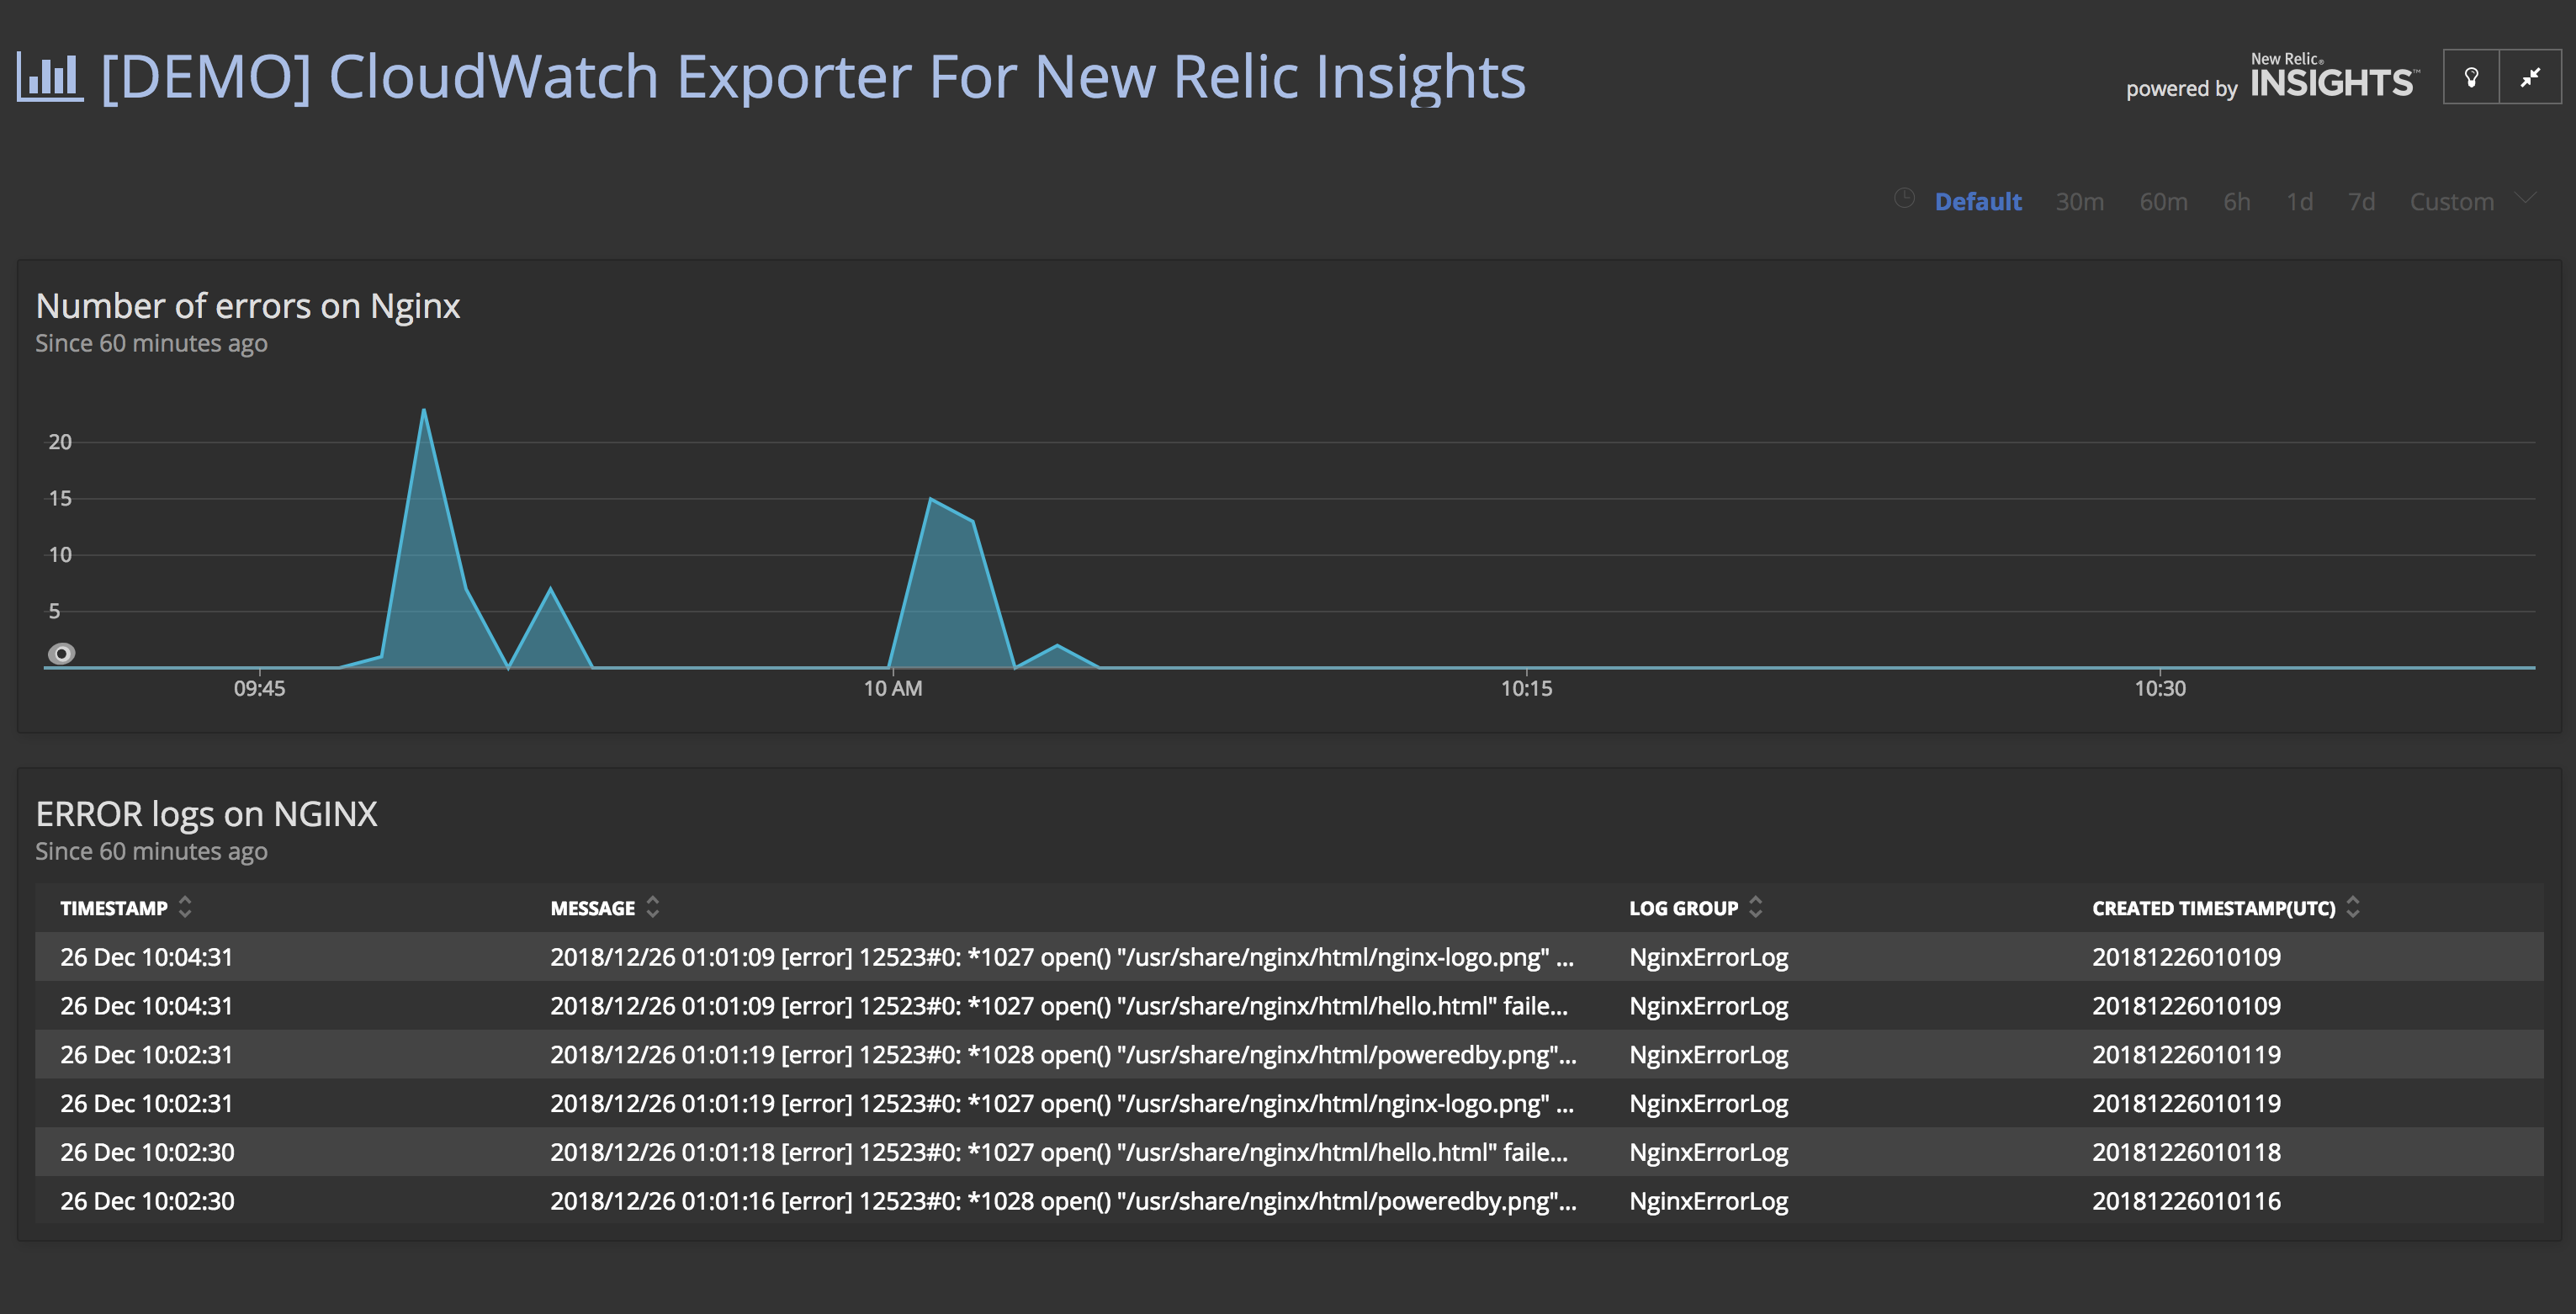 [DEMO] CloudWatch Exporter For New Relic Insights
powered by New Relic® INSIGHTS™
Default 30m 60m 6h 1d 7d Custom
Number of errors on Nginx
Since 60 minutes ago
20
15
10
5
09:45 10 AM 10:15 10:30
ERROR logs on NGINX
Since 60 minutes ago
TIMESTAMP MESSAGE LOG GROUP CREATED TIMESTAMP(UTC)
26 Dec 10:04:31 2018/12/26 01:01:09 [error] 12523#0: *1027 open() "/usr/share/nginx/html/nginx-logo.png" ... NginxErrorLog 20181226010109
26 Dec 10:04:31 2018/12/26 01:01:09 [error] 12523#0: *1027 open() "/usr/share/nginx/html/hello.html" faile... NginxErrorLog 20181226010109
26 Dec 10:02:31 2018/12/26 01:01:19 [error] 12523#0: *1028 open() "/usr/share/nginx/html/poweredby.png"... NginxErrorLog 20181226010119
26 Dec 10:02:31 2018/12/26 01:01:19 [error] 12523#0: *1027 open() "/usr/share/nginx/html/nginx-logo.png" ... NginxErrorLog 20181226010119
26 Dec 10:02:30 2018/12/26 01:01:18 [error] 12523#0: *1027 open() "/usr/share/nginx/html/hello.html" faile... NginxErrorLog 20181226010118
26 Dec 10:02:30 2018/12/26 01:01:16 [error] 12523#0: *1028 open() "/usr/share/nginx/html/poweredby.png"... NginxErrorLog 20181226010116